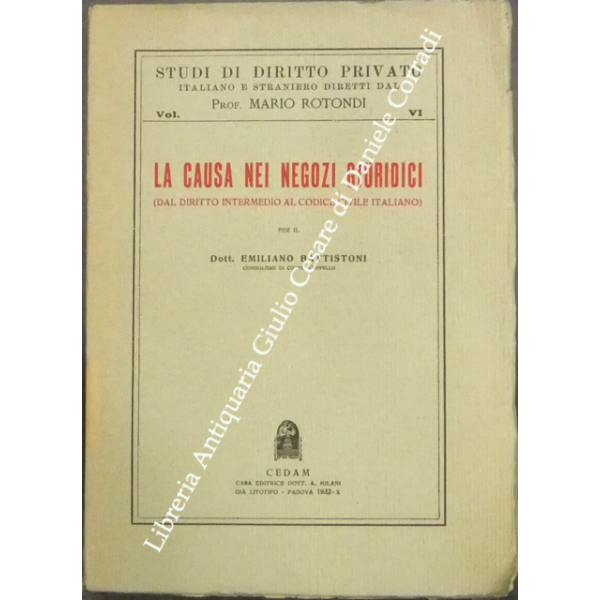 STUDI DI DIRITTO PRIVATO
ITALIANO E STRANIERO DIRETTI DAL
PROF. MARIO ROTONDI
Vol. VI
LA CAUSA NEI NEGOZI GIURIDICI
(DAL DIRITTO INTERMEDIO AL CODICE CIVILE ITALIANO)
PER IL
Dott. EMILIANO BATTISTONI
CONSIGLIERE DI CORTE D'APPELLO
CEDAM
CASA EDITRICE DOTT. A. MILANI
GIÀ LITOTIPO - PADOVA 1932-X
Libreria Antiquaria Giulio Cesare di Daniele Corradi